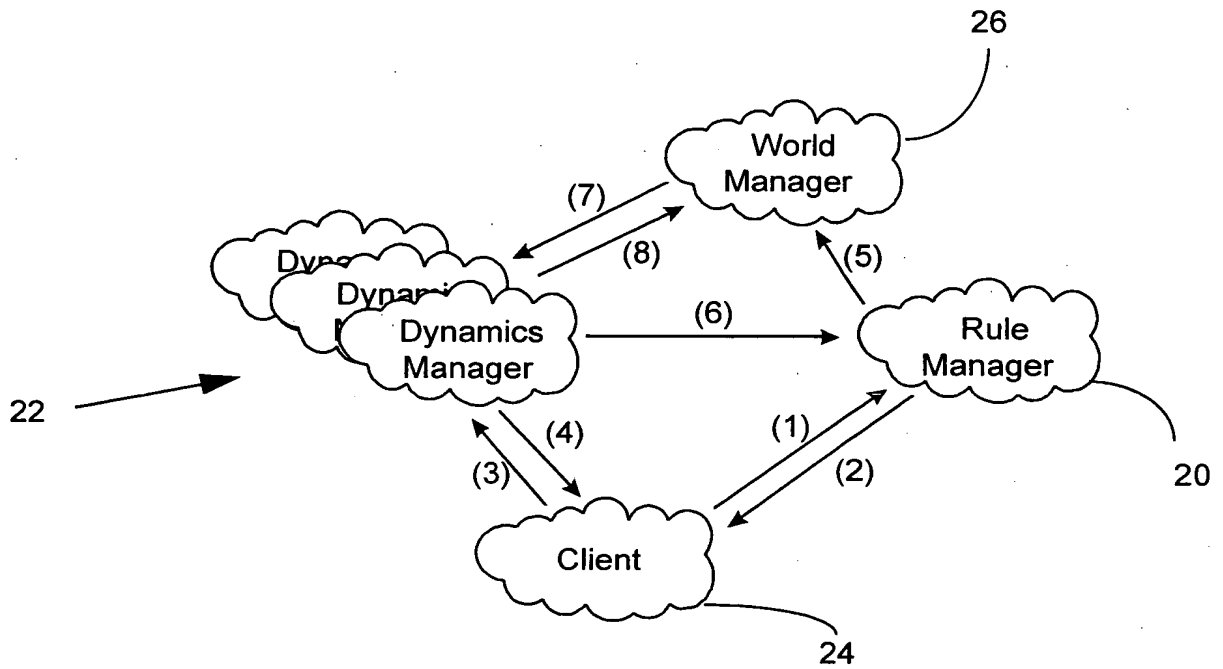 26
World
Manager
(7)
(8)
(5)
Dynamics
Manager
(6)
Rule
Manager
22
(4)
(3)
(1)
(2)
20
Client
24